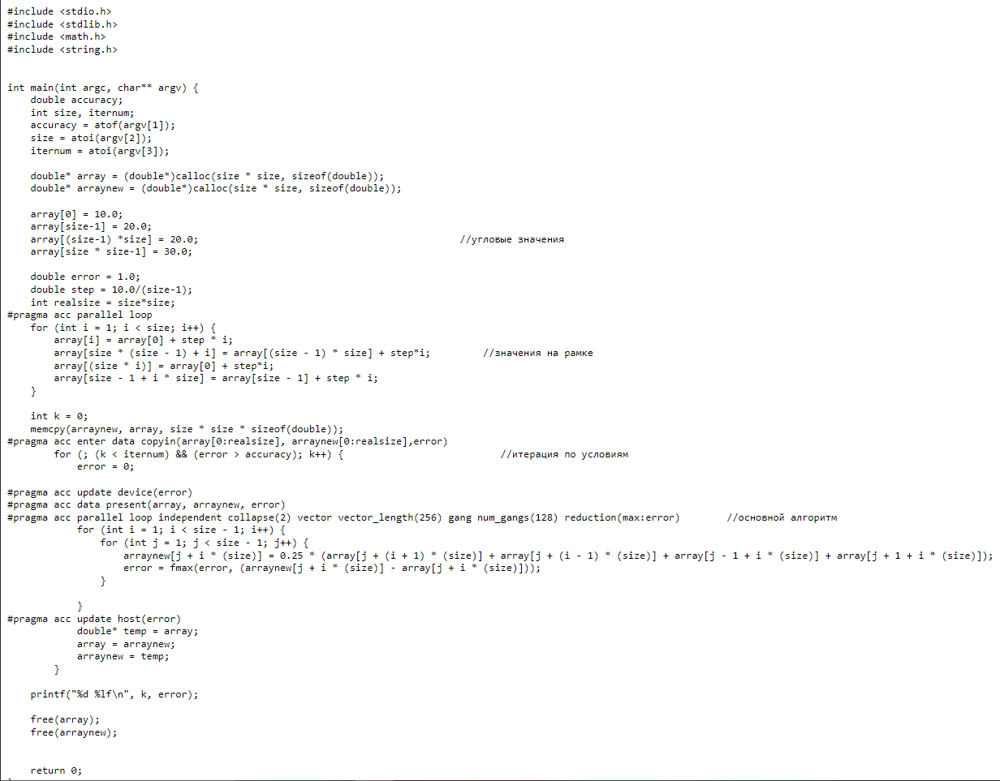 #include <stdio.h>
#include <stdlib.h>
#include <math.h>
#include <string.h>
int main(int argc, char** argv) {
    double accuracy;
    int size, iternum;
    accuracy = atof(argv[1]);
    size = atoi(argv[2]);
    iternum = atoi(argv[3]);
    double* array = (double*)calloc(size * size, sizeof(double));
    double* arraynew = (double*)calloc(size * size, sizeof(double));
    array[0] = 10.0;
    array[size-1] = 20.0;
    array[(size-1) *size] = 20.0; //угловые значения
    array[size * size-1] = 30.0;
    double error = 1.0;
    double step = 10.0/(size-1);
    int realsize = size*size;
#pragma acc parallel loop
    for (int i = 1; i < size; i++) {
        array[i] = array[0] + step * i;
        array[size * (size - 1) + i] = array[(size - 1) * size] + step*i; //значения на рамке
        array[(size * i)] = array[0] + step*i;
        array[size - 1 + i * size] = array[size - 1] + step * i;
    }
    int k = 0;
    memcpy(arraynew, array, size * size * sizeof(double));
#pragma acc enter data copyin(array[0:realsize], arraynew[0:realsize],error)
        for (; (k < iternum) && (error > accuracy); k++) { //итерация по условиям
            error = 0;
#pragma acc update device(error)
#pragma acc data present(array, arraynew, error)
#pragma acc parallel loop independent collapse(2) vector vector_length(256) gang num_gangs(128) reduction(max:error) //основной алгоритм
            for (int i = 1; i < size - 1; i++) {
                for (int j = 1; j < size - 1; j++) {
                    arraynew[j + i * (size)] = 0.25 * (array[j + (i + 1) * (size)] + array[j + (i - 1) * (size)] + array[j - 1 + i * (size)] + array[j + 1 + i * (size)]);
                    error = fmax(error, (arraynew[j + i * (size)] - array[j + i * (size)]));
                }
            }
#pragma acc update host(error)
            double* temp = array;
            array = arraynew;
            arraynew = temp;
        }
    printf("%d %lf\n", k, error);
    free(array);
    free(arraynew);
    return 0;